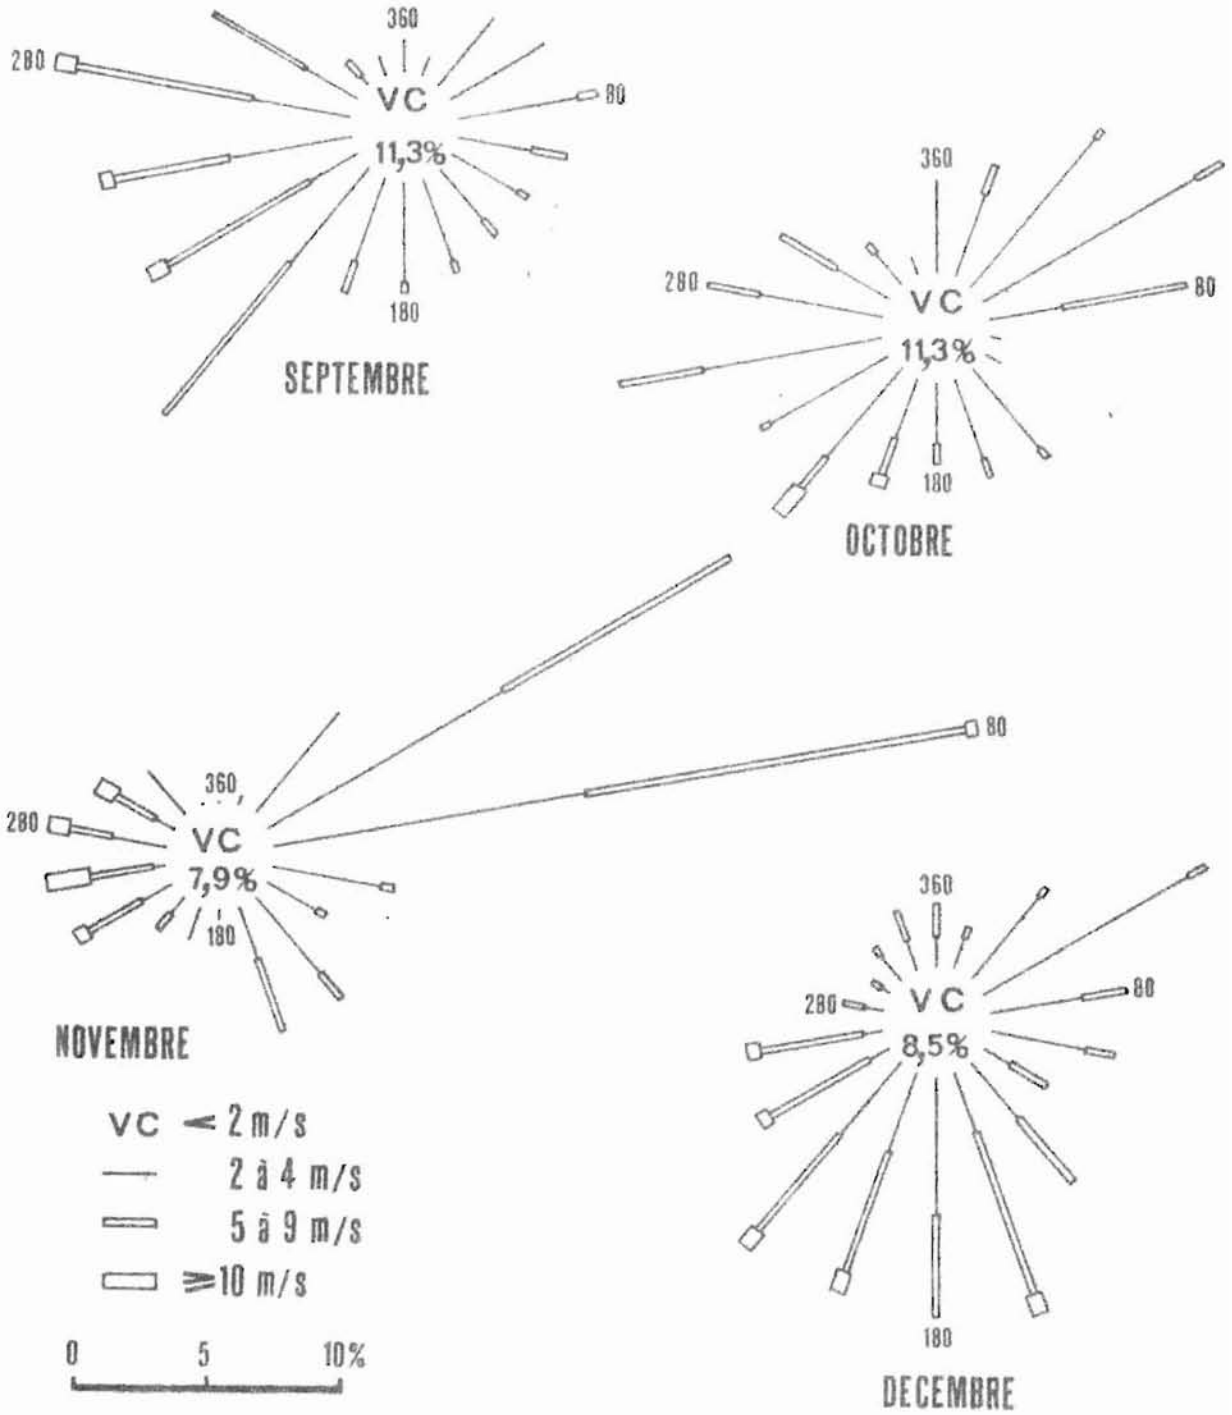 360
280
VC
80
11,3%
180
SEPTEMBRE
360
280
VC
80
11,3%
180
OCTOBRE
80
360
280
VC
7,9%
180
NOVEMBRE
360
280
VC
80
8,5%
180
DECEMBRE
VC < 2 m/s
2 à 4 m/s
5 à 9 m/s
⩾10 m/s
0 5 10%